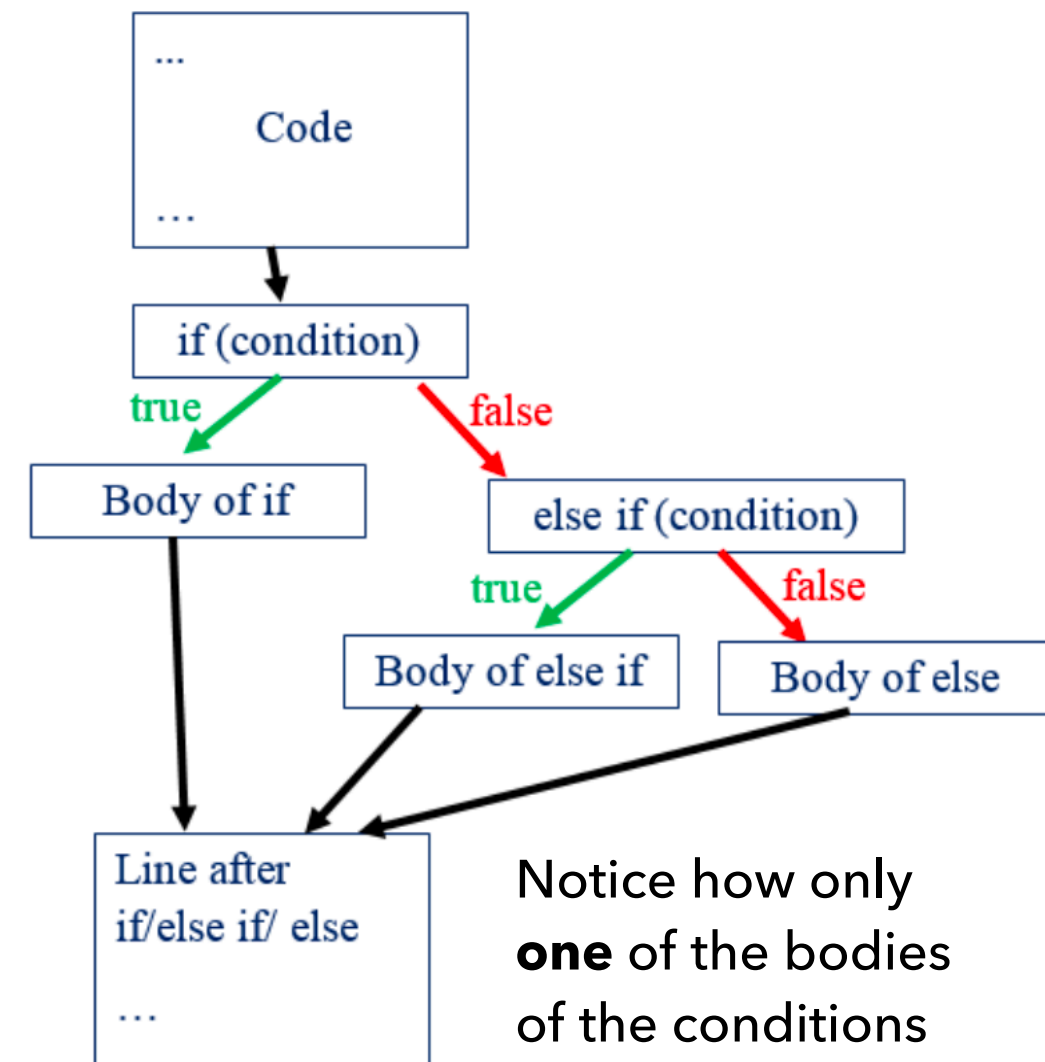 ...
Code
...
if (condition)
true
false
Body of if
else if (condition)
true
false
Body of else if
Body of else
Line after
if/else if/ else
...
Notice how only
one of the bodies
of the conditions